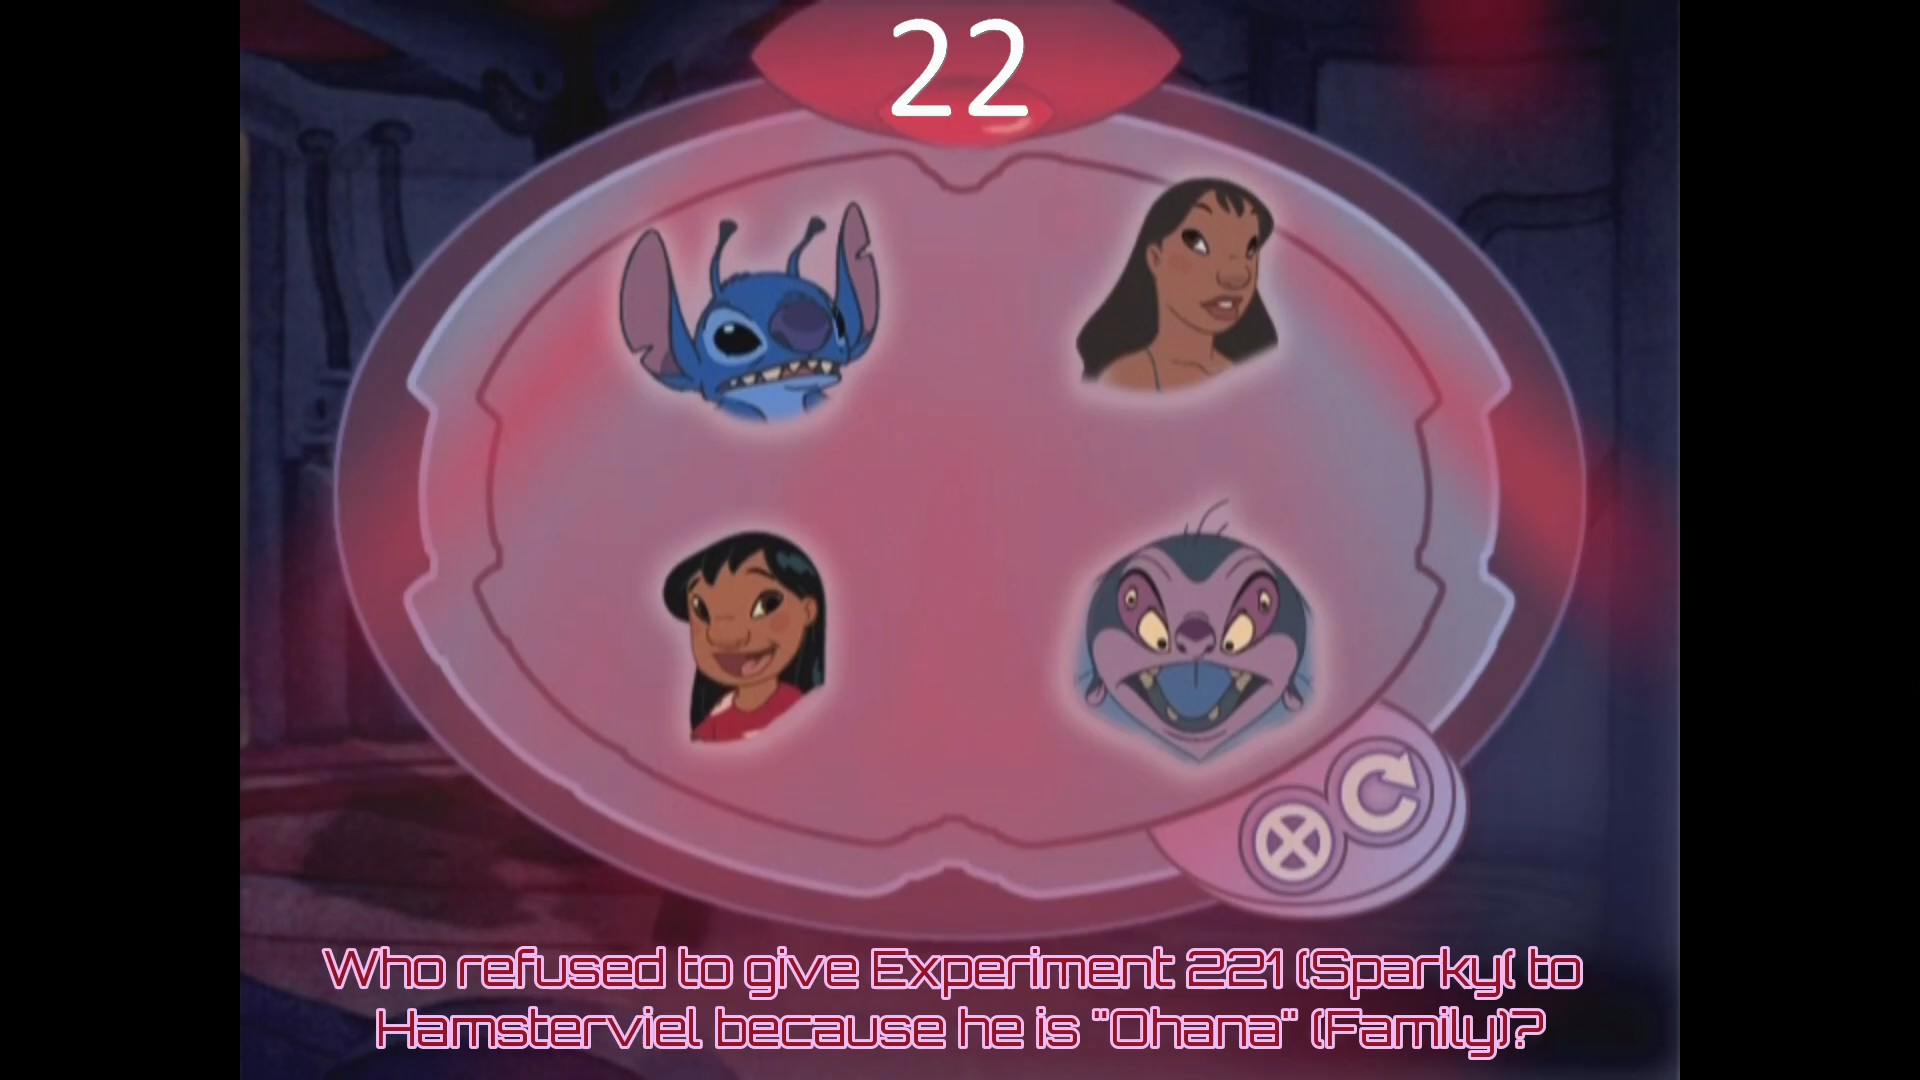 22
Who refused to give Experiment 221 (Sparky( to
Hamsterviel because he is "Ohana" (Family)?